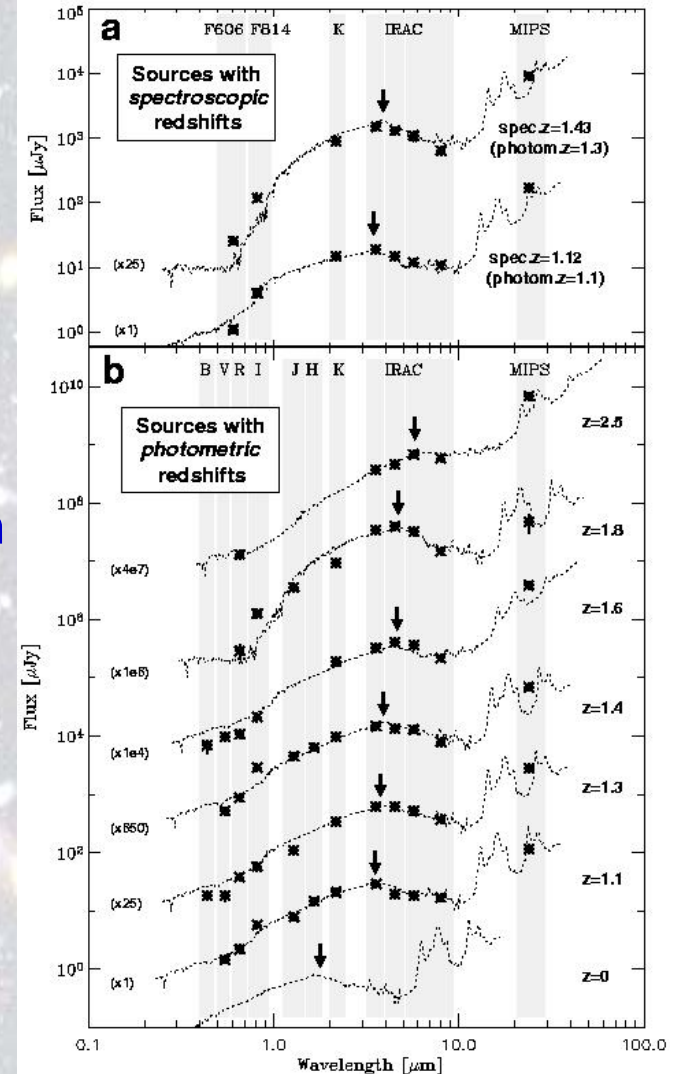 10⁵
a
F606 F814 K IRAC MIPS
10⁴
Sources with
spectroscopic
redshifts
10³
spec.z=1.43
(photom.z=1.3)
Flux [μJy]
10²
(x25)
10¹
spec.z=1.12
(photom.z=1.1)
(x1)
10⁰
b
B V R I J H K IRAC MIPS
10¹⁰
Sources with
photometric
redshifts
z=2.5
10⁸
z=1.8
(x4e7)
z=1.6
10⁶
(x1e6)
z=1.4
Flux [μJy]
10⁴
(x1e4)
z=1.3
(x650)
10²
z=1.1
(x25)
10⁰
(x1)
z=0
0.1 1.0 10.0 100.0
Wavelength [μm]